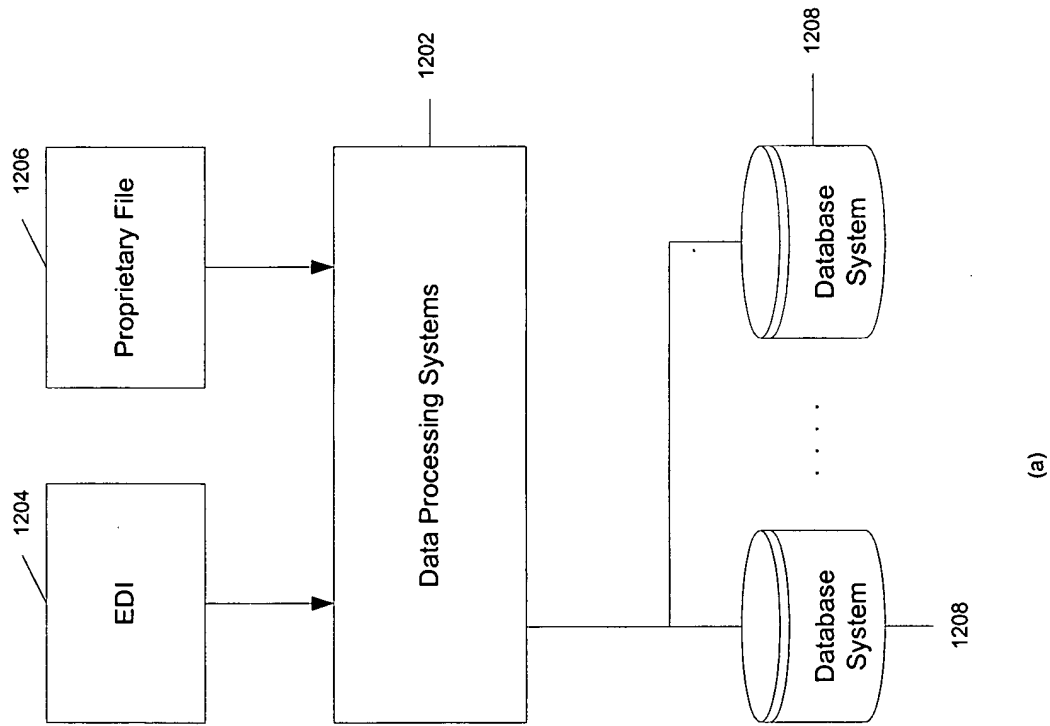 1204
1206
EDI
Proprietary File
Data Processing Systems
1202
Database
System
. . . .
Database
System
1208
1208
(a)